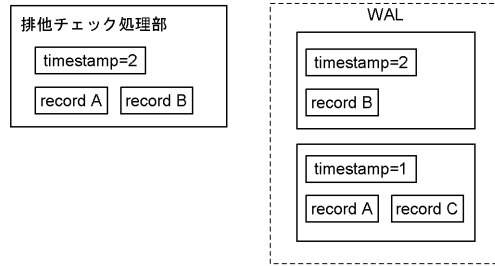 排他チェック処理部
timestamp=2
record A
record B
WAL
timestamp=2
record B
timestamp=1
record A
record C